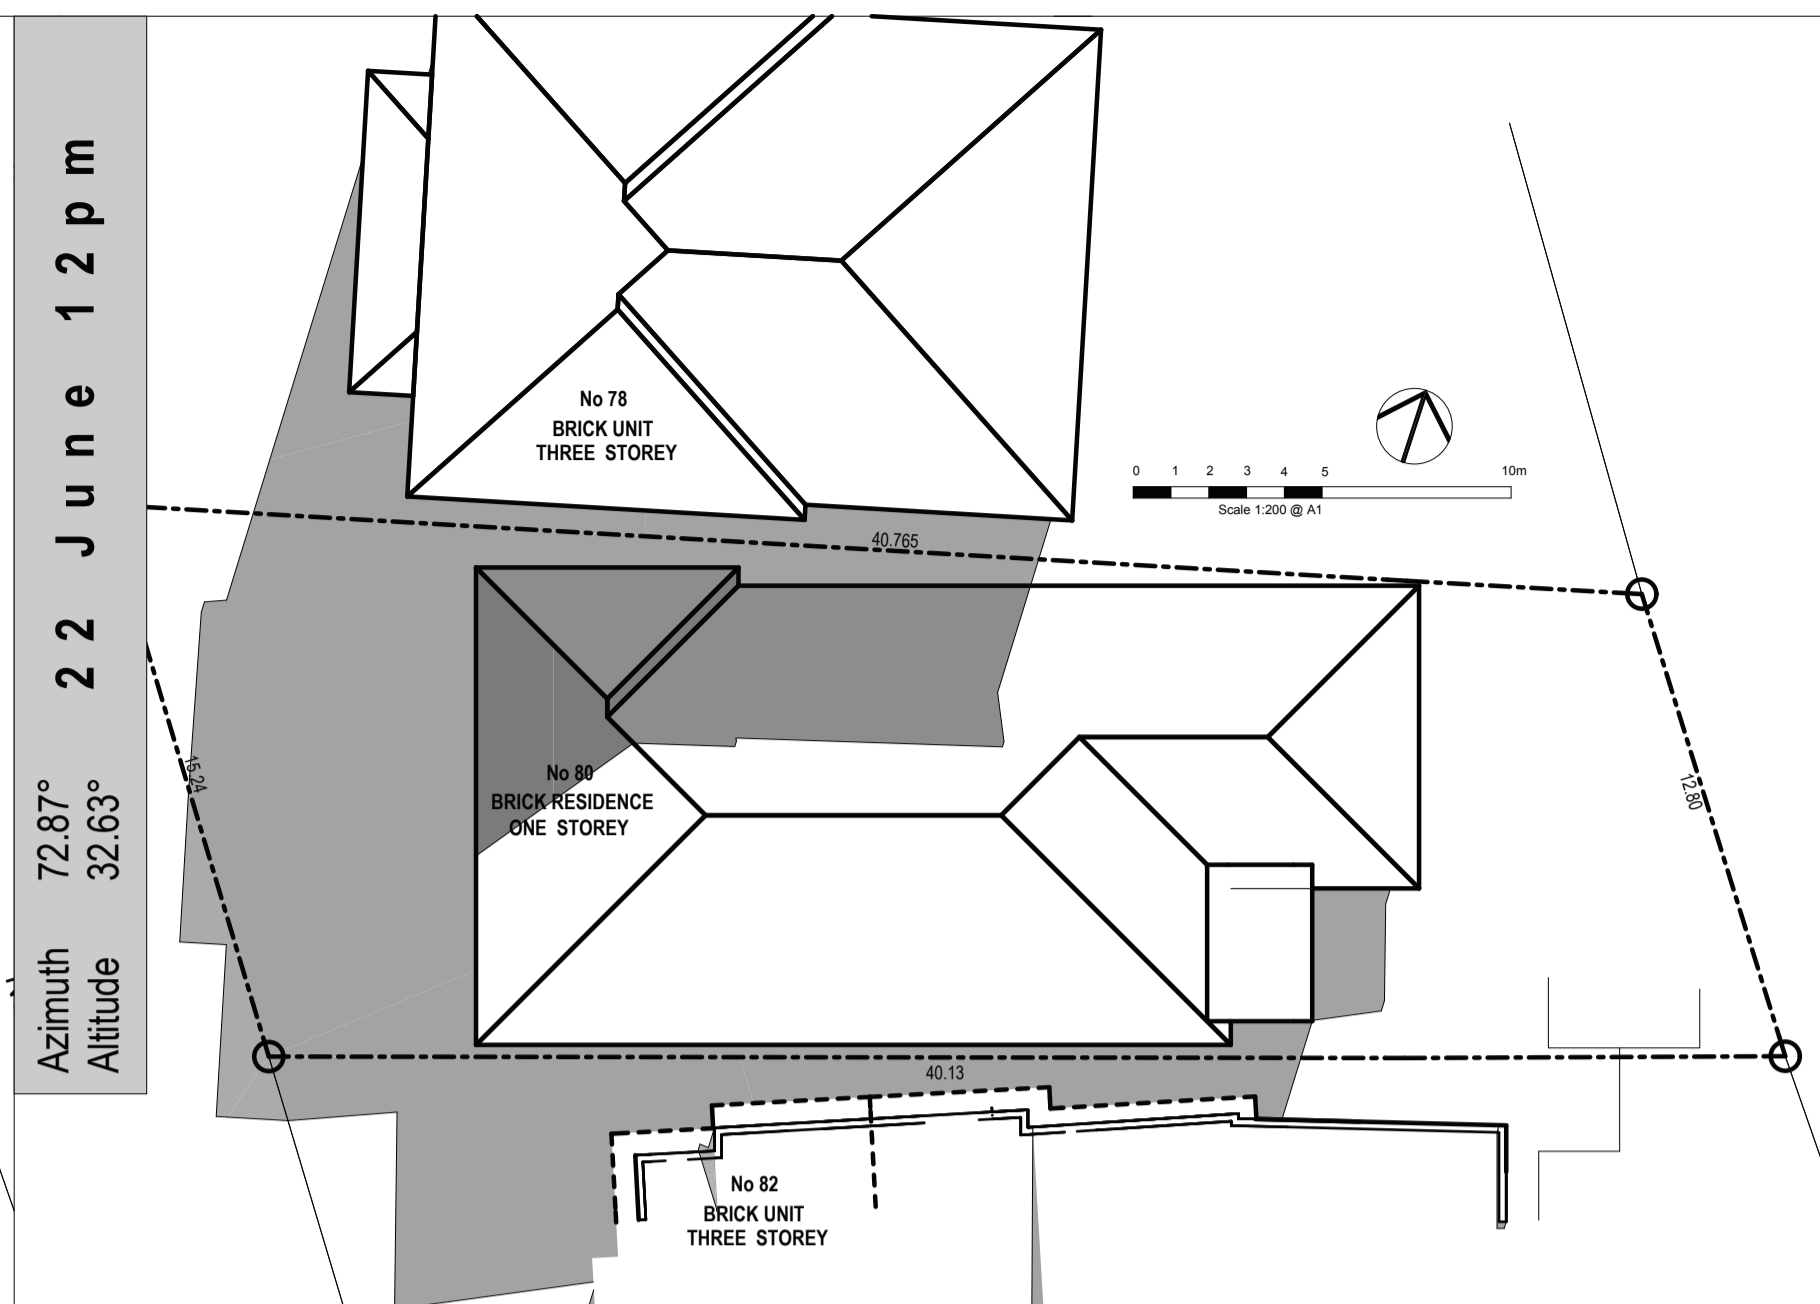 22 June 12pm
Azimuth 72.87°
Altitude 32.63°
No 78
BRICK UNIT
THREE STOREY
0 1 2 3 4 5 10m
Scale 1:200 @ A1
40.765
15.24
No 80
BRICK RESIDENCE
ONE STOREY
12.80
40.13
No 82
BRICK UNIT
THREE STOREY